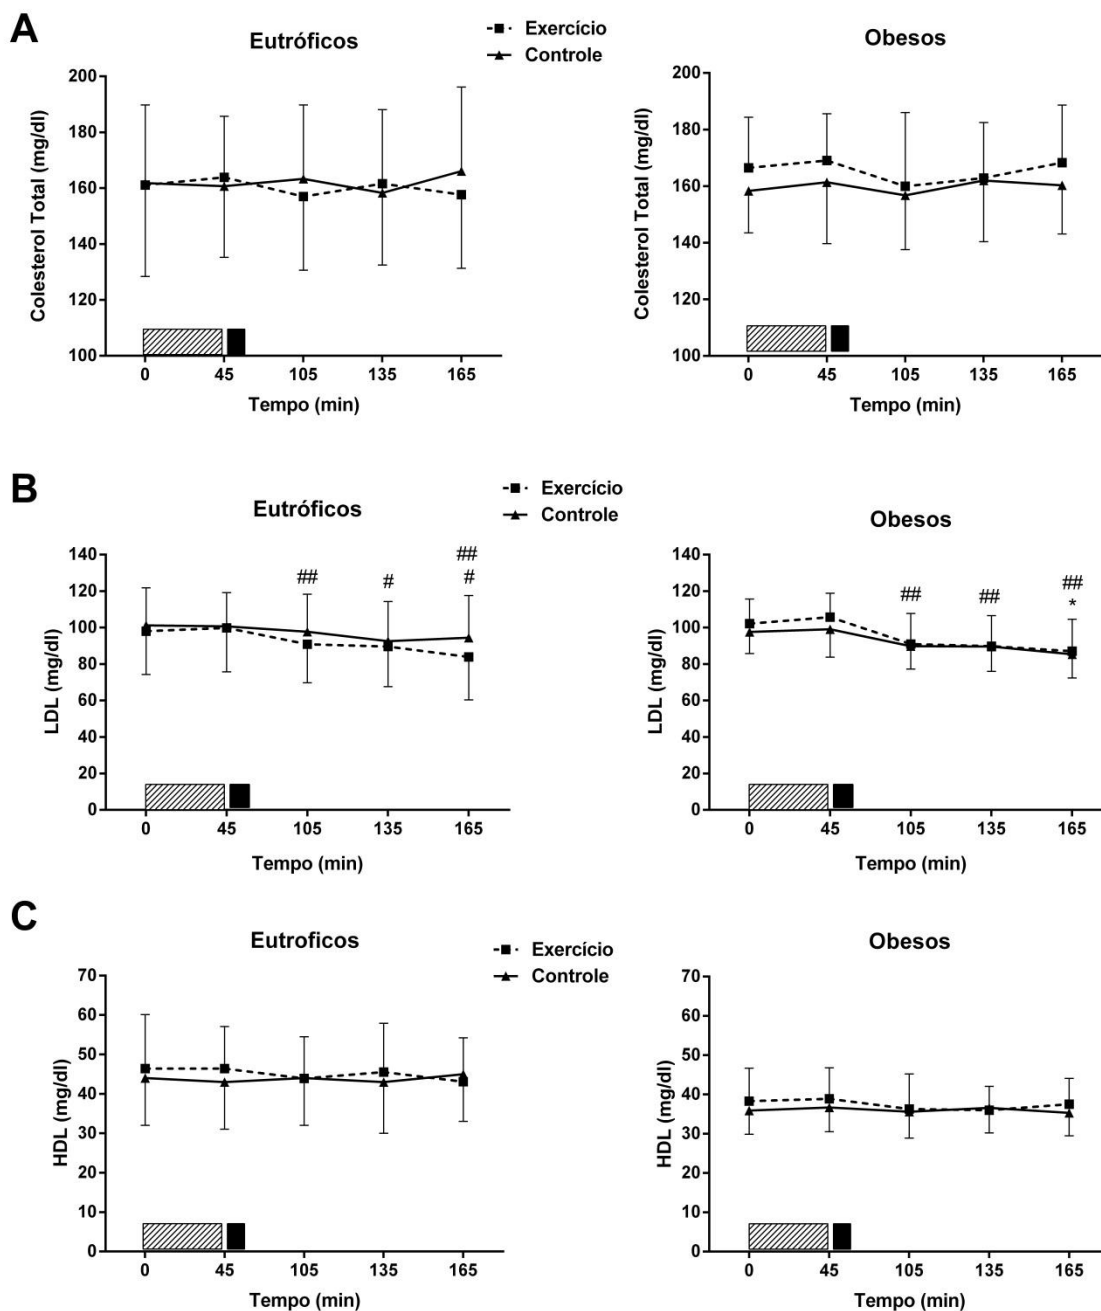 A
Eutróficos
Exercício
Controle
Obesos
Colesterol Total (mg/dl)
200
180
160
140
120
100
0 45 105 135 165
Tempo (min)
Colesterol Total (mg/dl)
200
180
160
140
120
100
0 45 105 135 165
Tempo (min)
B
Eutróficos
Exercício
Controle
Obesos
LDL (mg/dl)
140
120
100
80
60
40
20
0
## # ##
#
0 45 105 135 165
Tempo (min)
LDL (mg/dl)
140
120
100
80
60
40
20
0
## ## ##
*
0 45 105 135 165
Tempo (min)
C
Eutroficos
Exercício
Controle
Obesos
HDL (mg/dl)
70
60
50
40
30
20
10
0
0 45 105 135 165
Tempo (min)
HDL (mg/dl)
70
60
50
40
30
20
10
0
0 45 105 135 165
Tempo (min)